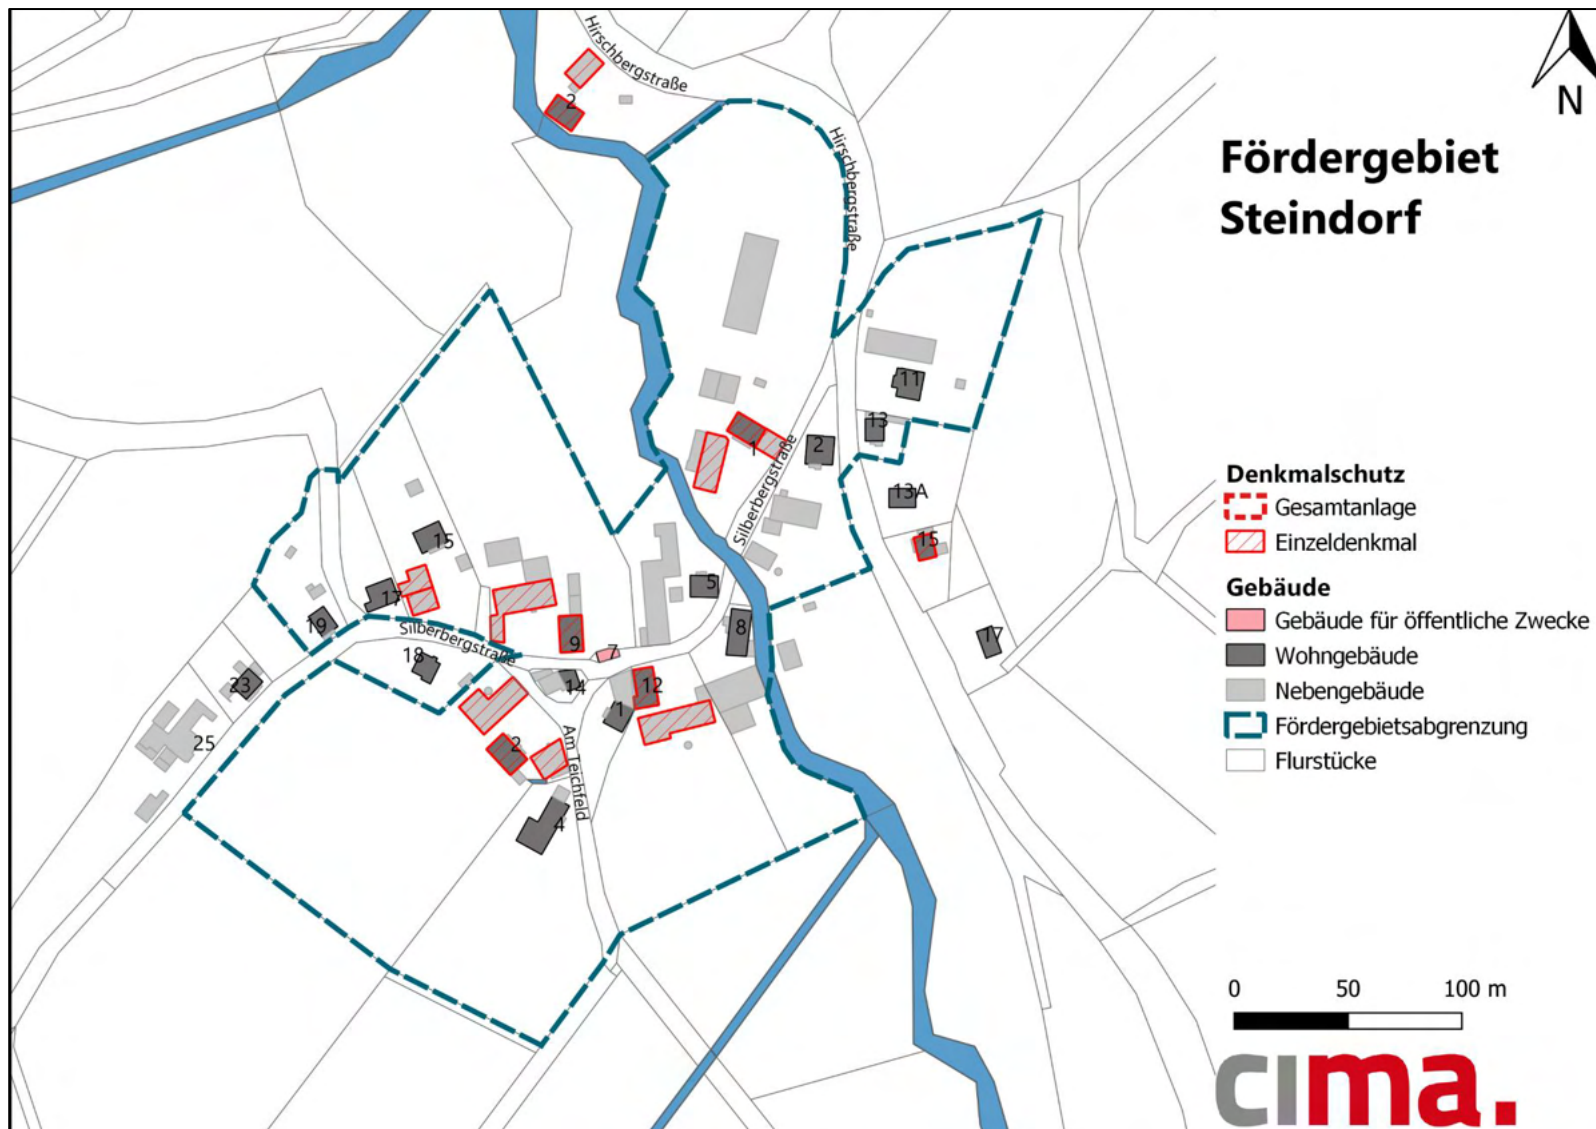 Hirschbergstraße
2
Hirschbergstraße
N
Fördergebiet
Steindorf
11
13
1
2
Silberbergstraße
13A
15
15
5
17
19
8
17
Silberbergstraße
9
7
18
14
12
23
1
2
25
Am Teichfeld
4
Denkmalschutz
Gesamtanlage
Einzeldenkmal
Gebäude
Gebäude für öffentliche Zwecke
Wohngebäude
Nebengebäude
Fördergebietsabgrenzung
Flurstücke
0 50 100 m
cima.